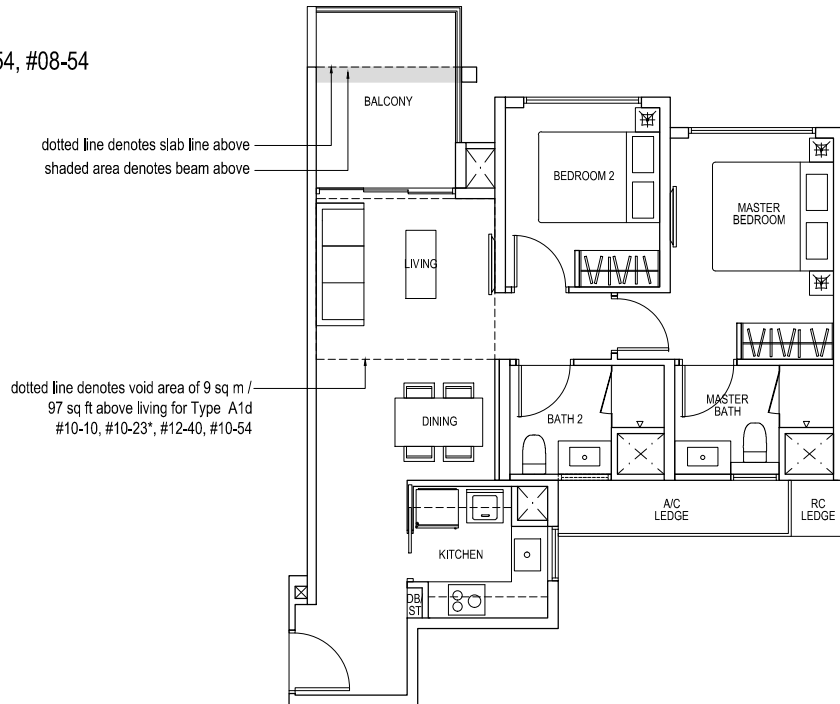 54, #08-54
BALCONY
dotted line denotes slab line above
shaded area denotes beam above
BEDROOM 2
MASTER
BEDROOM
LIVING
dotted line denotes void area of 9 sq m /
97 sq ft above living for Type A1d
#10-10, #10-23*, #12-40, #10-54
DINING
BATH 2
MASTER
BATH
A/C
LEDGE
RC
LEDGE
KITCHEN
DB/
ST